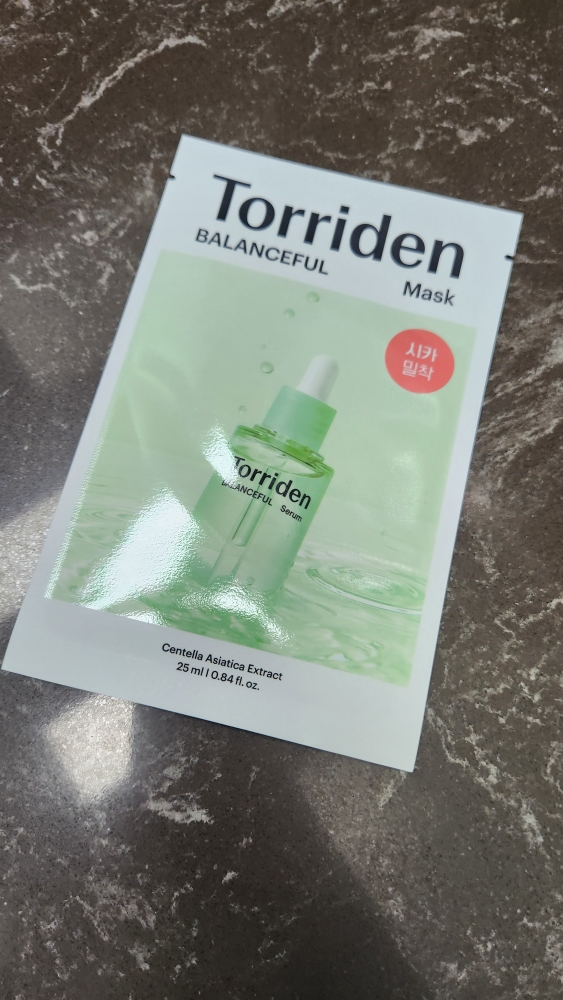 Torriden
BALANCEFUL
Mask
시카
밀착
Torriden
BALANCEFUL Serum
Centella Asiatica Extract
25 ml | 0.84 fl. oz.